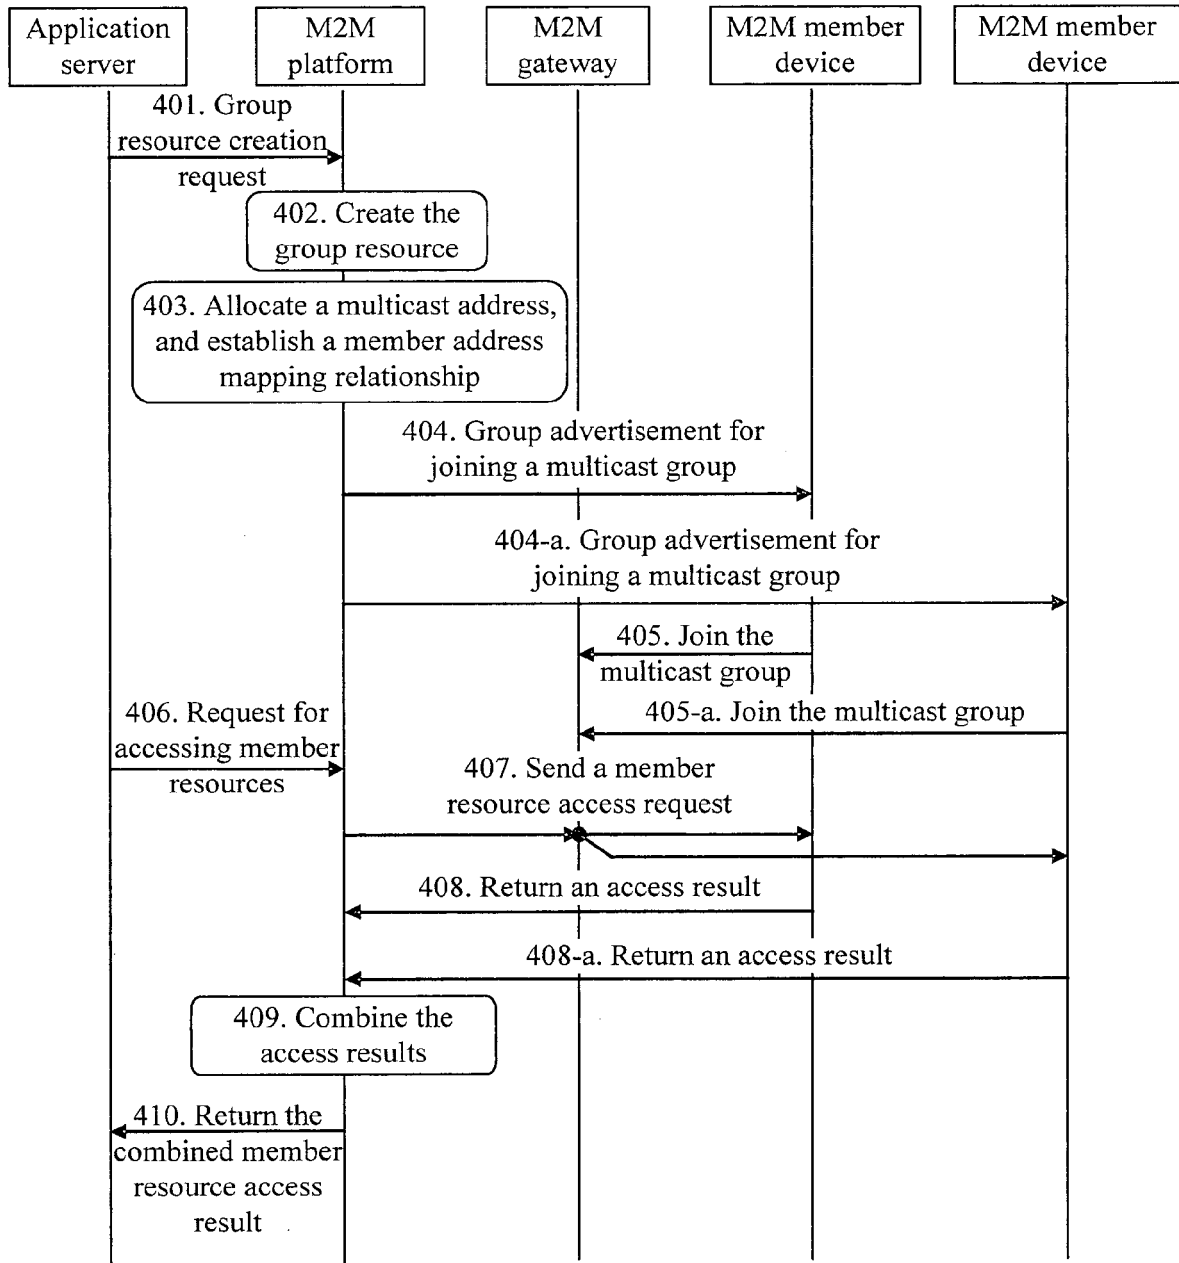 Application
server
M2M
platform
M2M
gateway
M2M member
device
M2M member
device
401. Group
resource creation
request
402. Create the
group resource
403. Allocate a multicast address,
and establish a member address
mapping relationship
404. Group advertisement for
joining a multicast group
404-a. Group advertisement for
joining a multicast group
405. Join the
multicast group
405-a. Join the multicast group
406. Request for
accessing member
resources
407. Send a member
resource access request
408. Return an access result
408-a. Return an access result
409. Combine the
access results
410. Return the
combined member
resource access
result